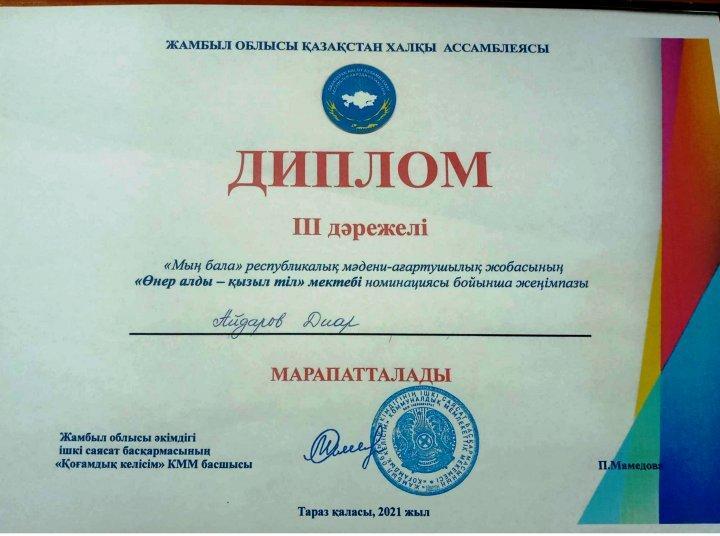 ЖАМБЫЛ ОБЛЫСЫ ҚАЗАҚСТАН ХАЛҚЫ АССАМБЛЕЯСЫ
ДИПЛОМ
III дәрежелі
«Мың бала» республикалық мәдени-ағартушылық жобасының
«Өнер алды – қызыл тіл» мектебі номинациясы бойынша жеңімпазы
Айдаров Диар
МАРАПАТТАЛАДЫ
Жамбыл облысы әкімдігі
ішкі саясат басқармасының
«Қоғамдық келісім» КММ басшысы
П.Мамедова
Тараз қаласы, 2021 жыл